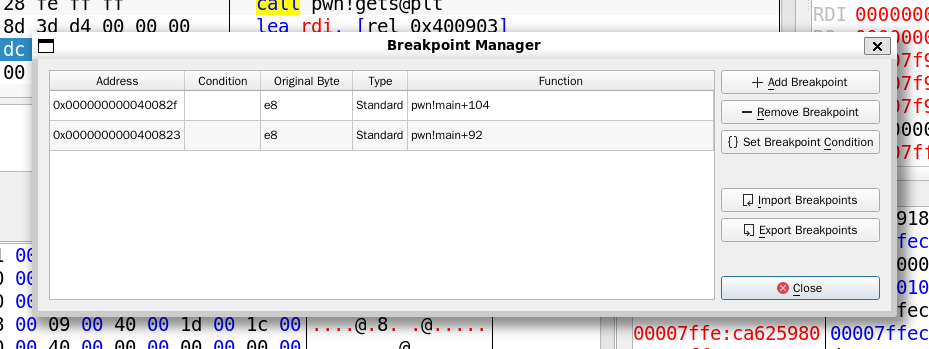 28 fe ff ff call pwn!gets@plt
8d 3d d4 00 00 00 lea rdi, [rel 0x400903]
RDI 0000000
dc
00
Breakpoint Manager
Address Condition Original Byte Type Function
0x000000000040082f e8 Standard pwn!main+104
0x0000000000400823 e8 Standard pwn!main+92
Add Breakpoint
Remove Breakpoint
{} Set Breakpoint Condition
Import Breakpoints
Export Breakpoints
Close
00 09 00 40 00 1d 00 1c 00 ....@.8. .@.....
00007ffe:ca625980 00007ffec